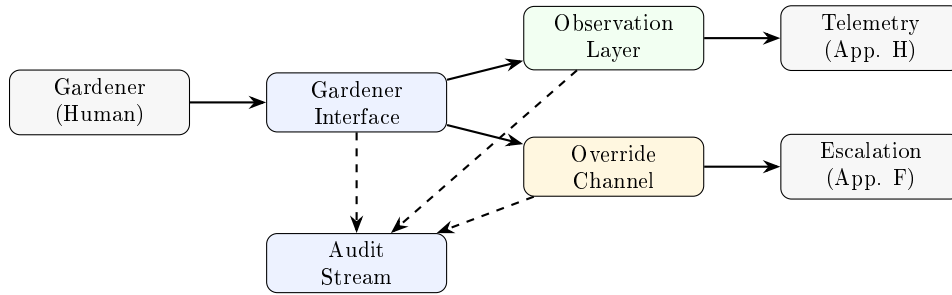 Observation
Layer
Telemetry
(App. H)
Gardener
(Human)
Gardener
Interface
Override
Channel
Escalation
(App. F)
Audit
Stream